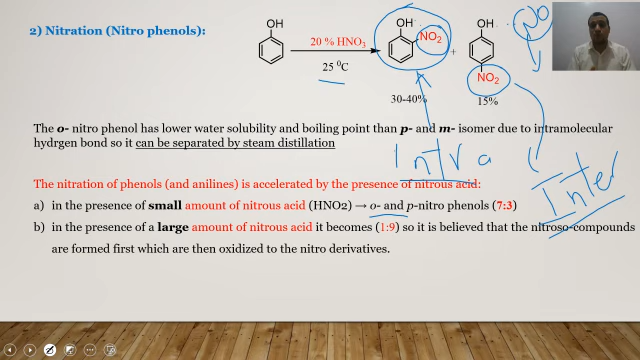 2) Nitration (Nitro phenols):
OH
20 % HNO3
25 ⁰C
OH
NO2
30-40%
+
OH
NO2
15%
NO
The o- nitro phenol has lower water solubility and boiling point than p- and m- isomer due to intramolecular
hydrgen bond so it can be separated by steam distillation
Intra
Inter
The nitration of phenols (and anilines) is accelerated by the presence of nitrous acid:
a) in the presence of small amount of nitrous acid (HNO2) → o- and p-nitro phenols (7:3)
b) in the presence of a large amount of nitrous acid it becomes (1:9) so it is believed that the nitroso-compounds
are formed first which are then oxidized to the nitro derivatives.